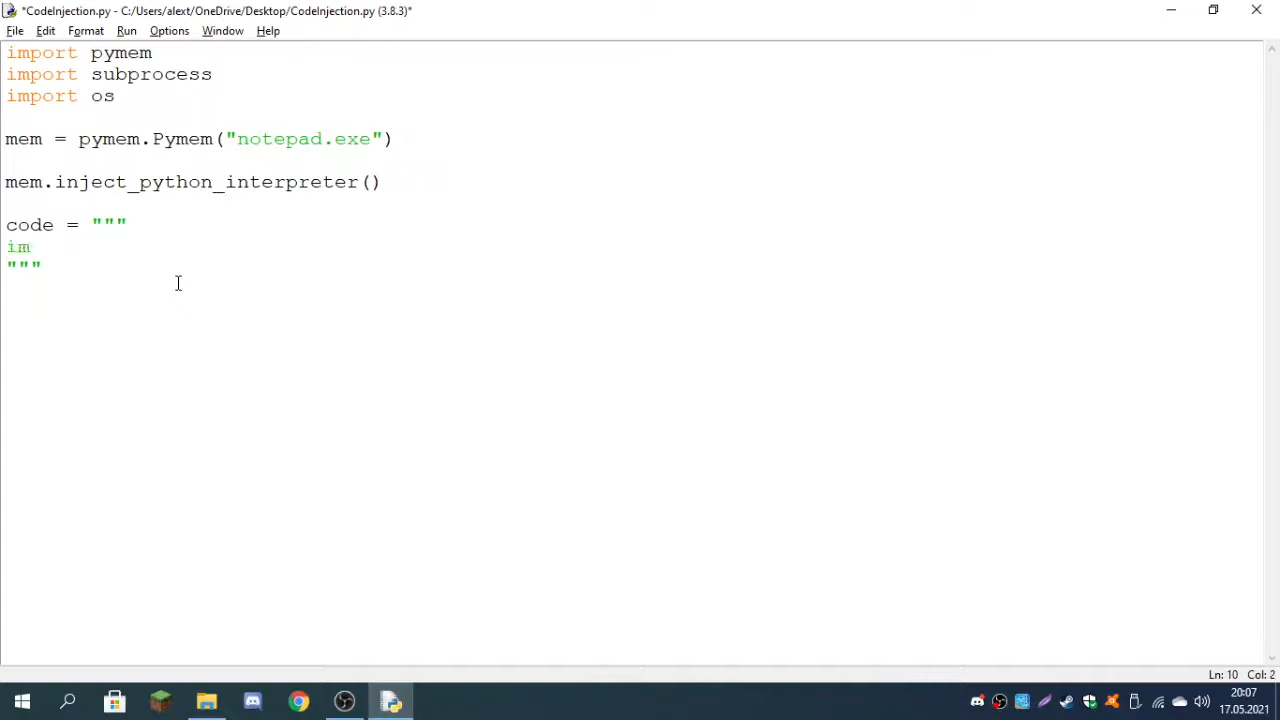 *CodeInjection.py - C:/Users/alext/OneDrive/Desktop/CodeInjection.py (3.8.3)*
File Edit Format Run Options Window Help
import pymem
import subprocess
import os
mem = pymem.Pymem("notepad.exe")
mem.inject_python_interpreter()
code = """
im
"""
Ln: 10 Col: 2
20:07
17.05.2021